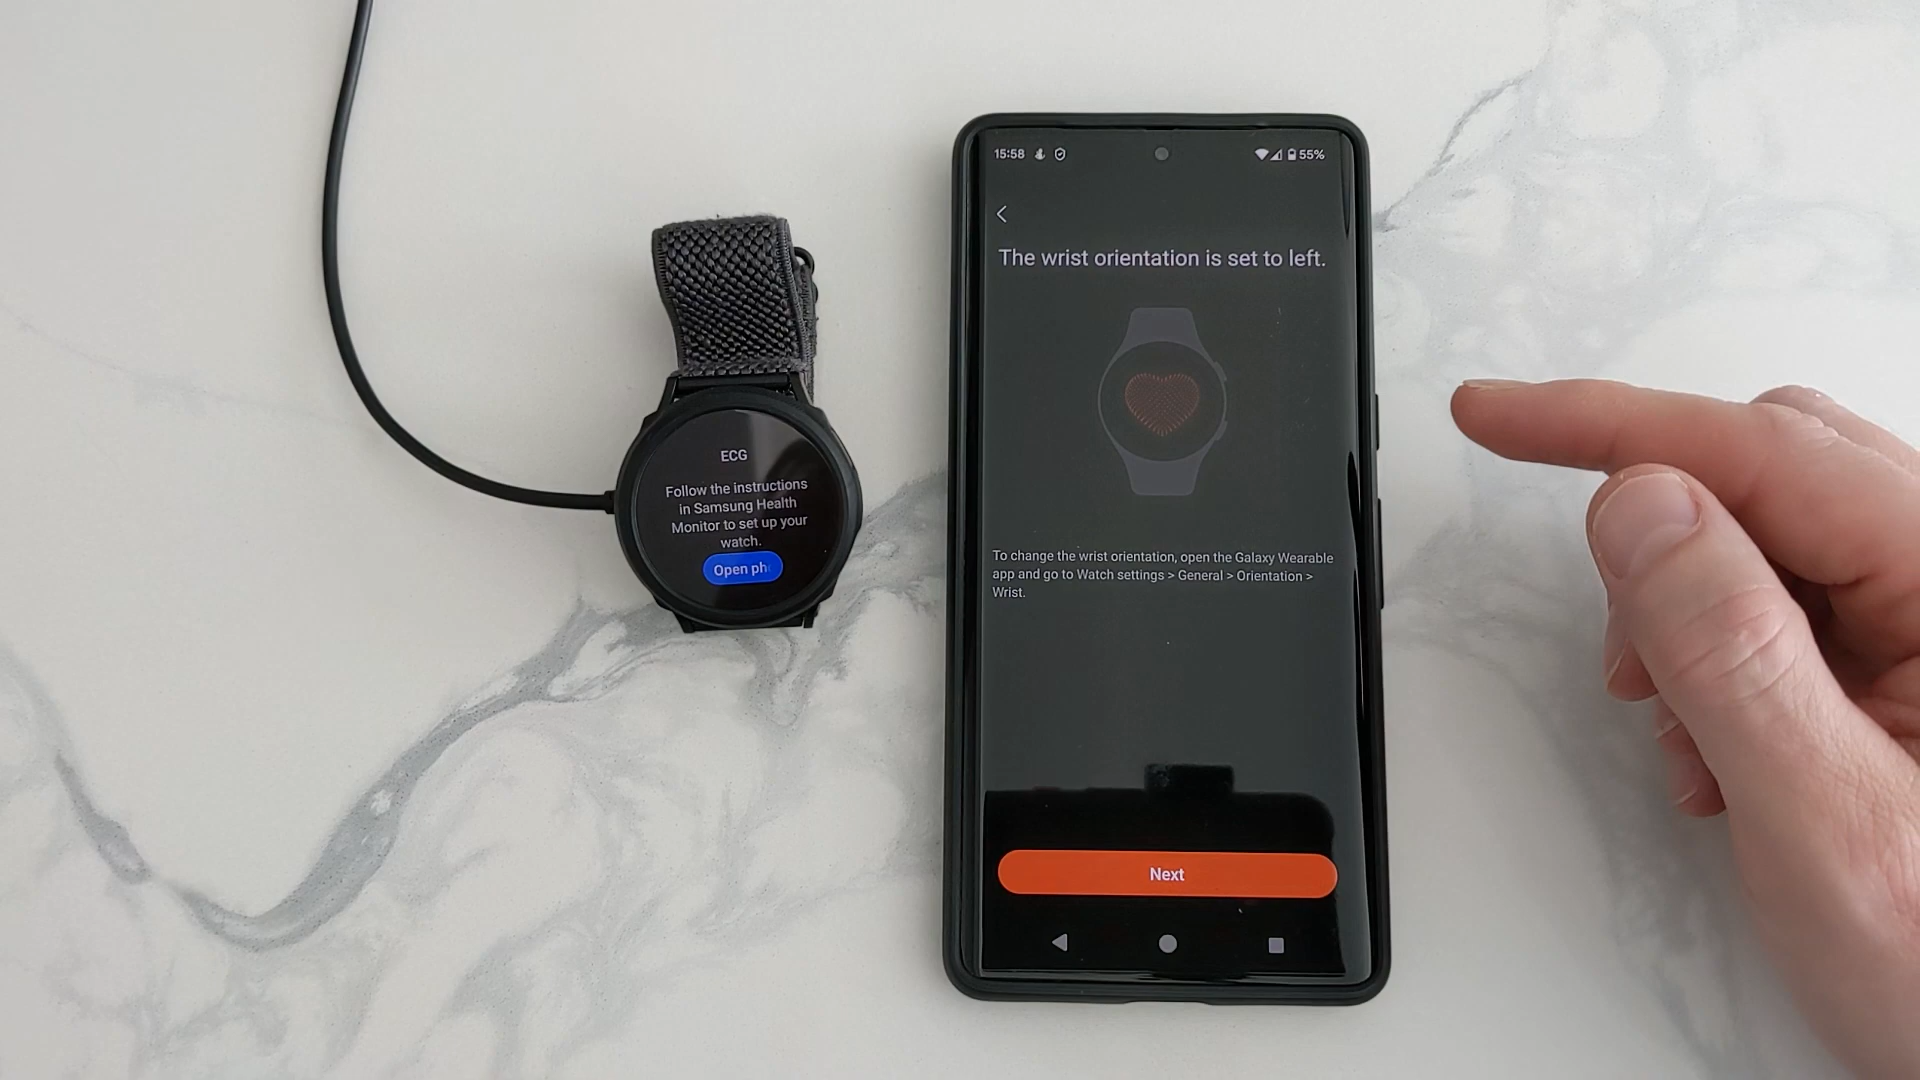 ECG
Follow the instructions
in Samsung Health
Monitor to set up your
watch.
Open ph
15:58
55%
The wrist orientation is set to left.
To change the wrist orientation, open the Galaxy Wearable
app and go to Watch settings > General > Orientation >
Wrist.
Next